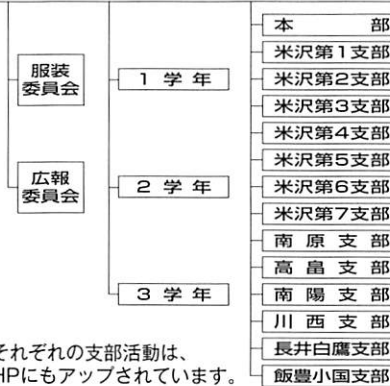 服装
委員会
広報
委員会
1学年
2学年
3学年
本部
米沢第1支部
米沢第2支部
米沢第3支部
米沢第4支部
米沢第5支部
米沢第6支部
米沢第7支部
南原支部
高畠支部
南陽支部
川西支部
長井白鷹支部
飯豊小国支部
それぞれの支部活動は、
HPにもアップされています。